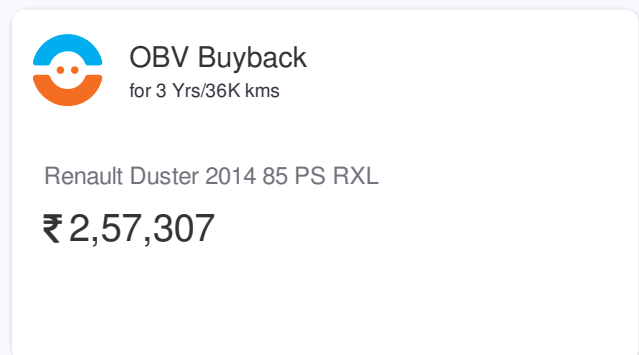 OBV Buyback
for 3 Yrs/36K kms
Renault Duster 2014 85 PS RXL
₹ 2,57,307